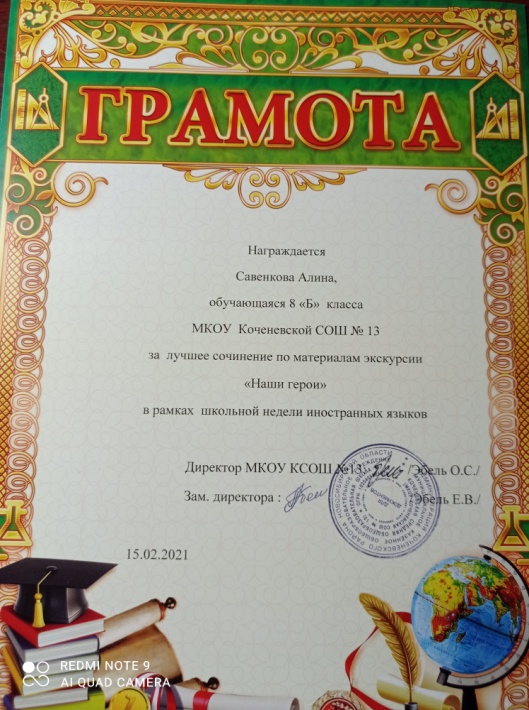 ГРАМОТА
Награждается
Савенкова Алина,
обучающаяся 8 «Б» класса
МКОУ Коченевской СОШ № 13
за лучшее сочинение по материалам экскурсии
«Наши герои»
в рамках школьной недели иностранных языков
Директор МКОУ КСОШ №13: /Эбель О.С./
Зам. директора : /Эбель Е.В./
15.02.2021
REDMI NOTE 9
AI QUAD CAMERA